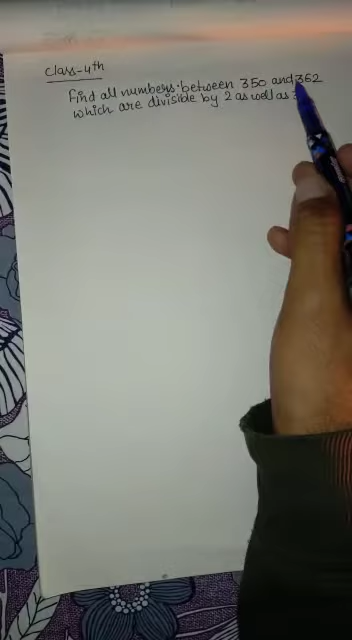 Class-4th
Find all numbers between 350 and 362
which are divisible by 2 as well as